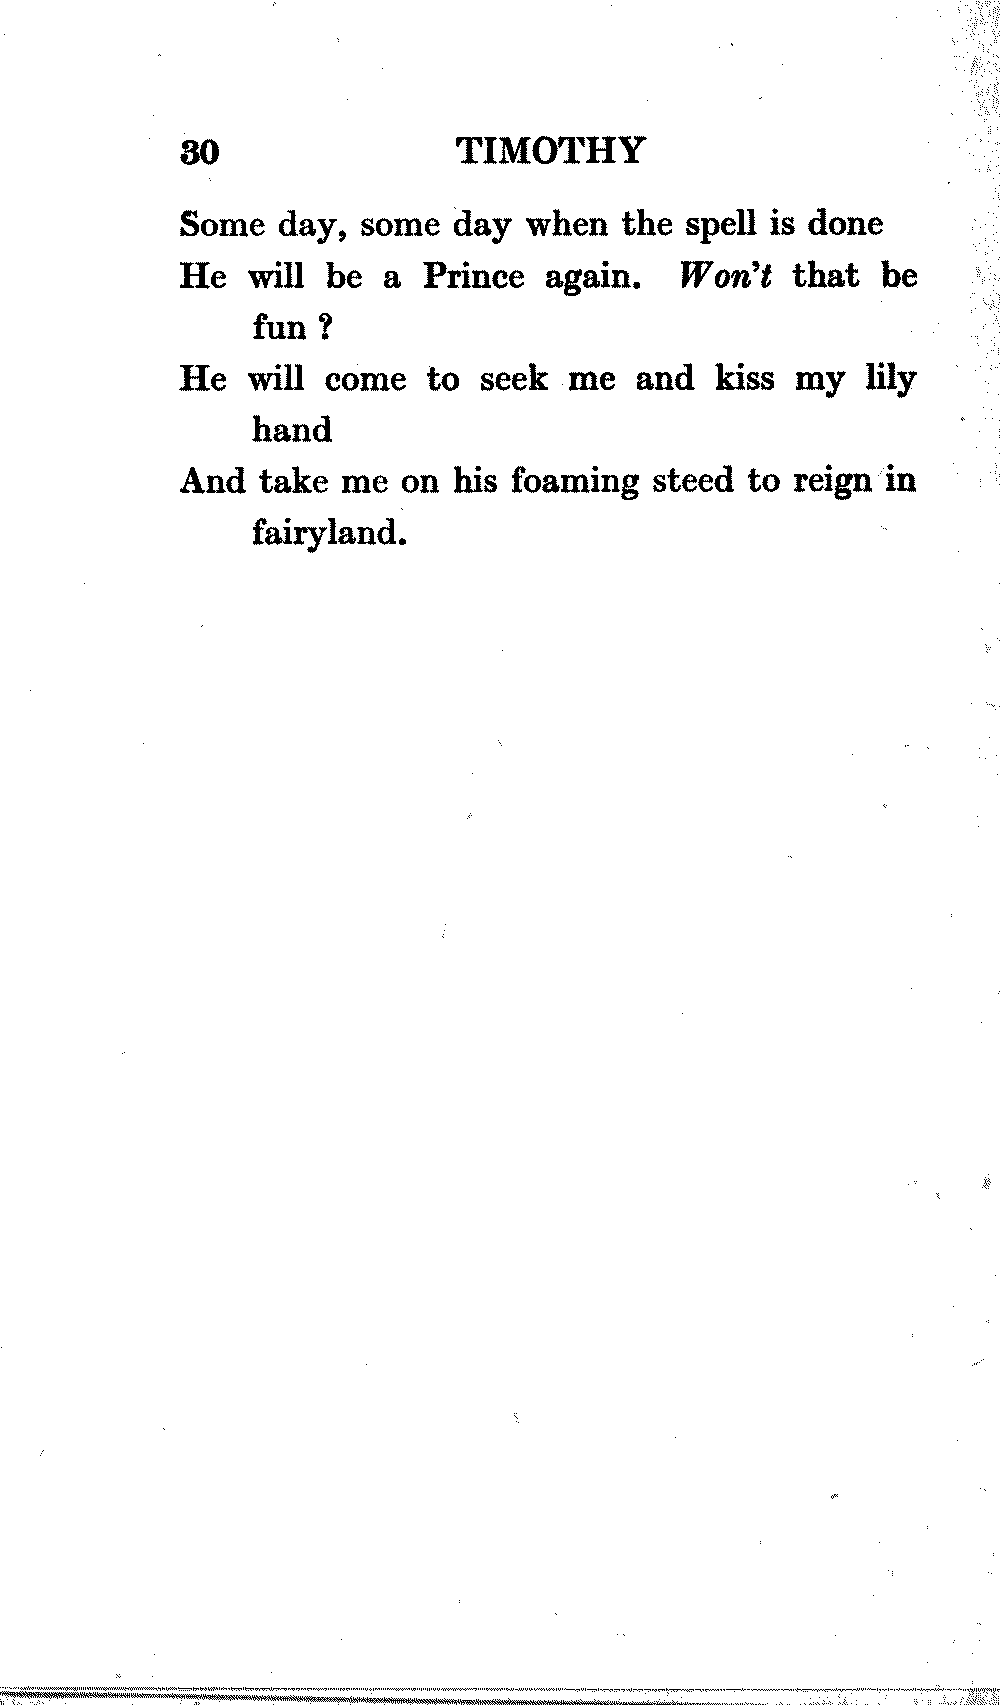 30 TIMOTHY
Some day, some day when the spell is done
He will be a Prince again. Won't that be
fun ?
He will come to seek me and kiss my lily
hand
And take me on his foaming steed to reign in
fairyland.